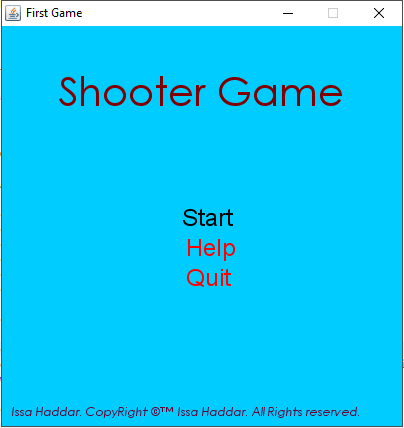 First Game
Shooter Game
Start
Help
Quit
Issa Haddar. CopyRight ®™ Issa Haddar. All Rights reserved.